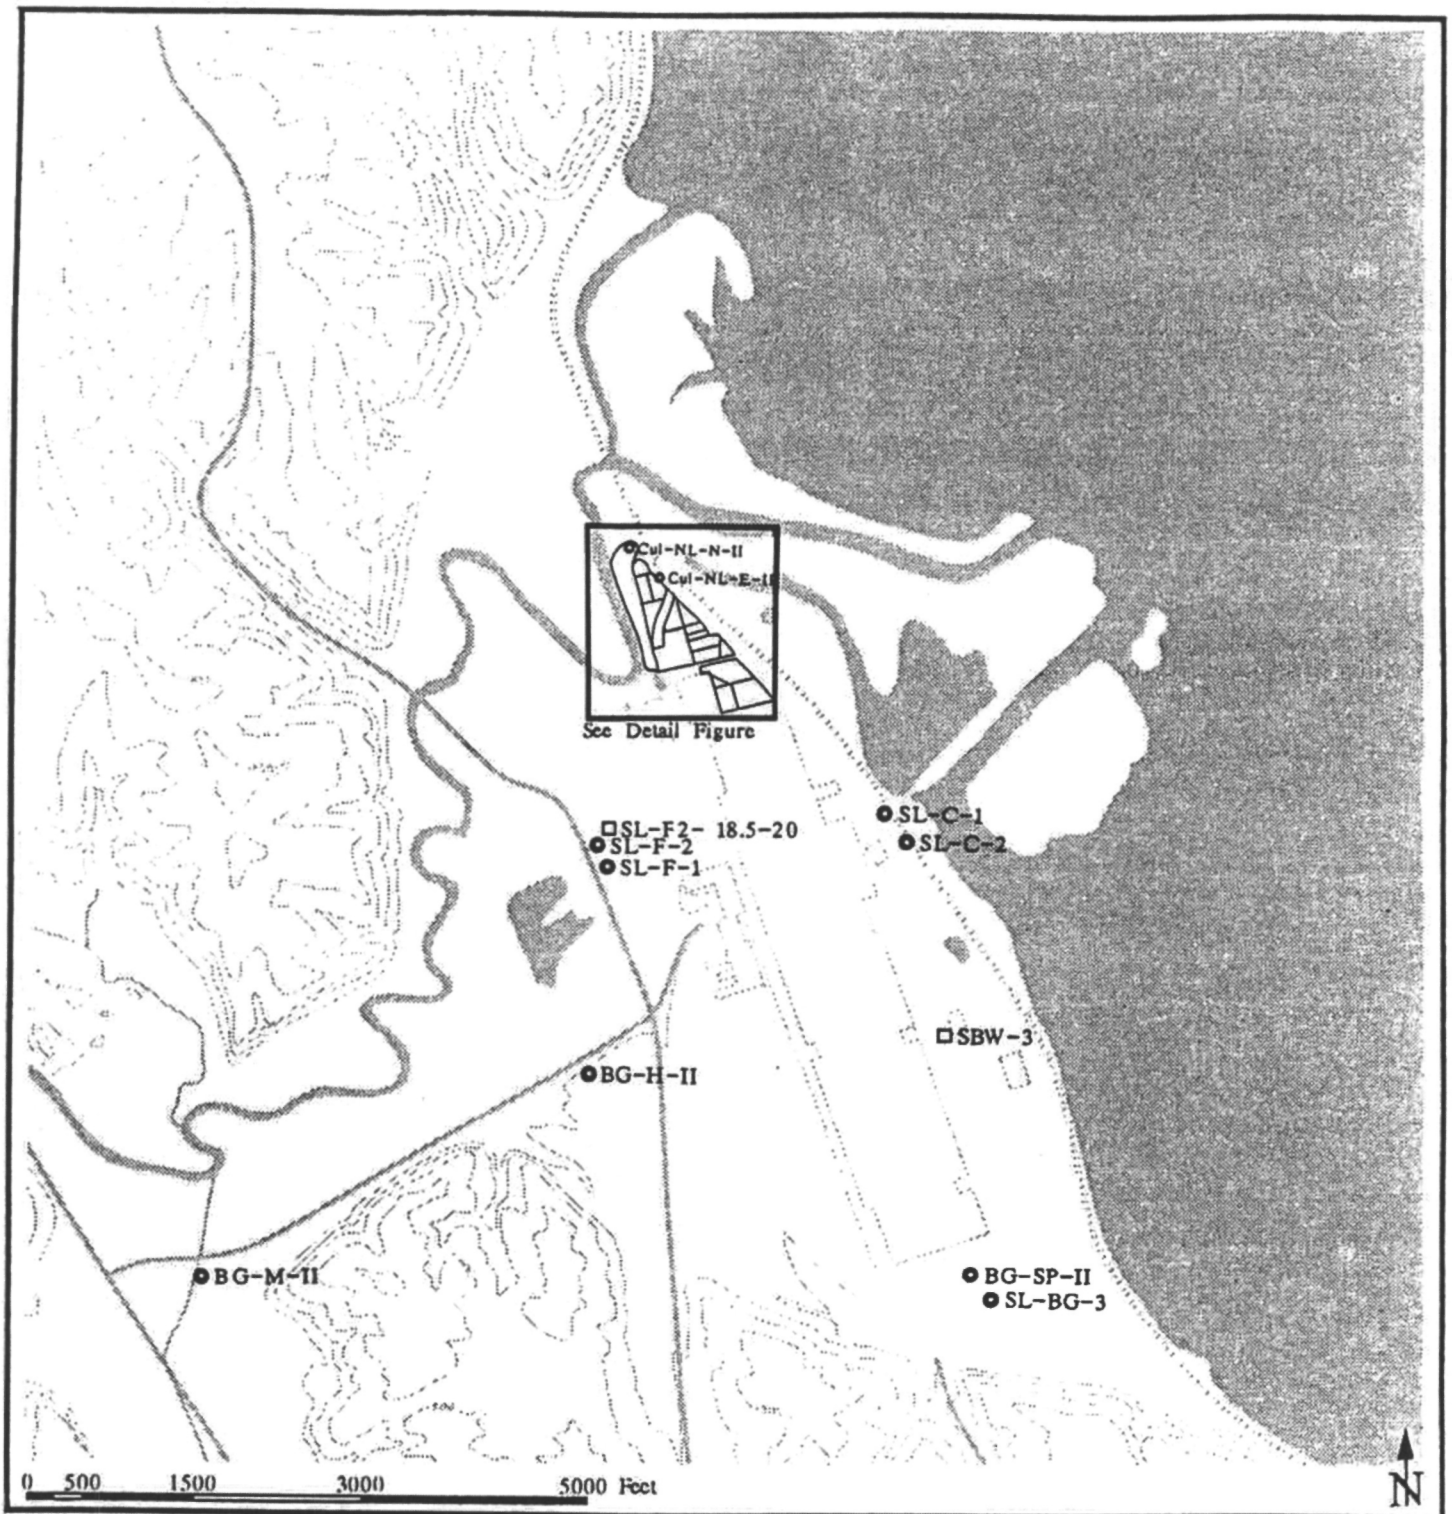 Cul-NL-N-II
Cul-NL-E-II
See Detail Figure
SL-C-1
SL-F2- 18.5-20
SL-F-2
SL-C-2
SL-F-1
SBW-3
BG-H-II
BG-M-II
BG-SP-II
SL-BG-3
0 500 1500 3000 5000 Feet
N